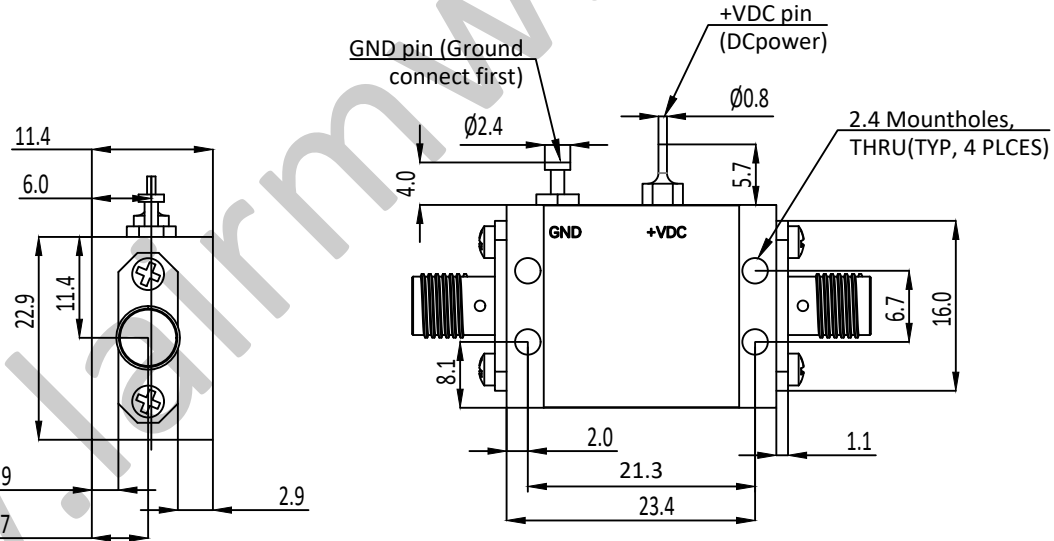 +VDC pin
(DCpower)
GND pin (Ground
connect first)
Ø0.8
Ø2.4
2.4 Mountholes,
THRU(TYP, 4 PLCES)
11.4
6.0
4.0
5.7
GND
+VDC
22.9
11.4
6.7
16.0
8.1
2.0
1.1
21.3
23.4
9
2.9
7